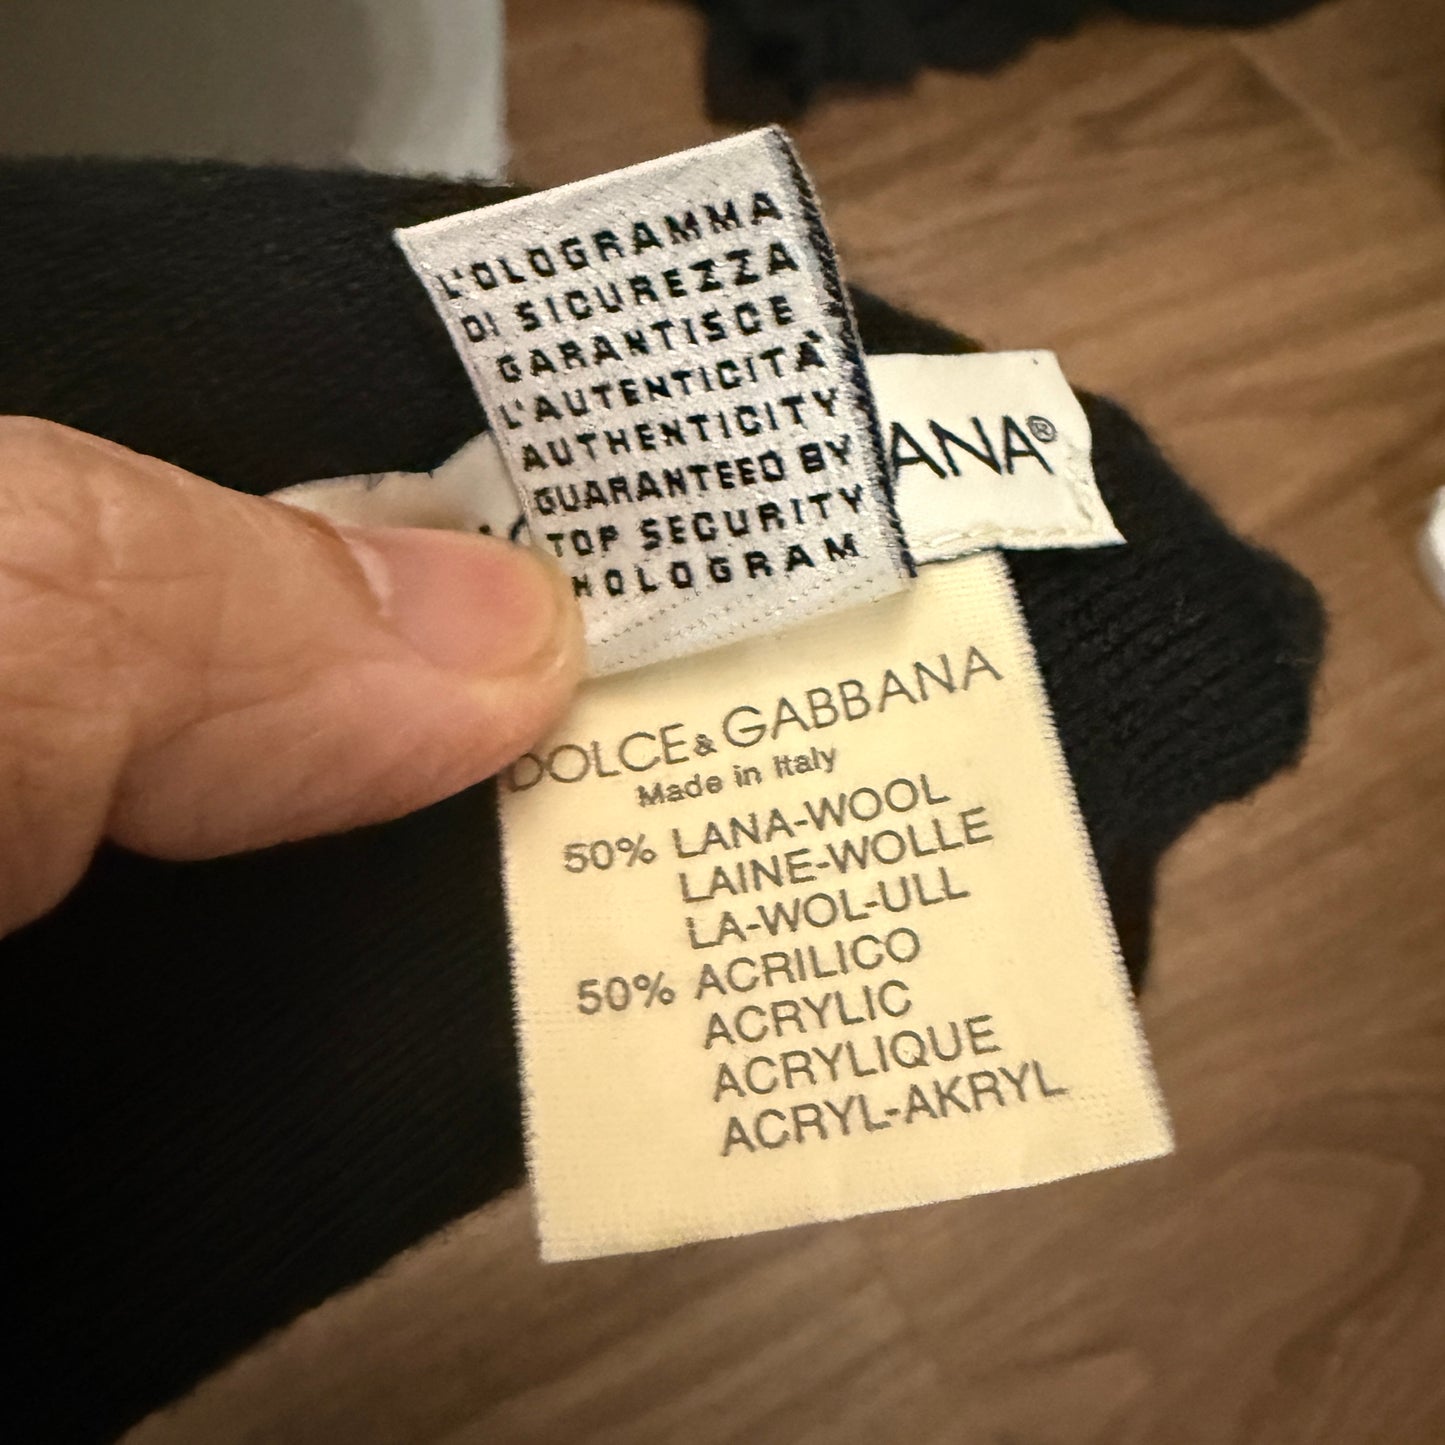 L'OLOGRAMMA
DI SICUREZZA
GARANTISCE
L'AUTENTICITÀ
AUTHENTICITY
GUARANTEED BY
TOP SECURITY
HOLOGRAM
ANA®
DOLCE & GABBANA
Made in Italy
50% LANA-WOOL
LAINE-WOLLE
LA-WOL-ULL
50% ACRILICO
ACRYLIC
ACRYLIQUE
ACRYL-AKRYL